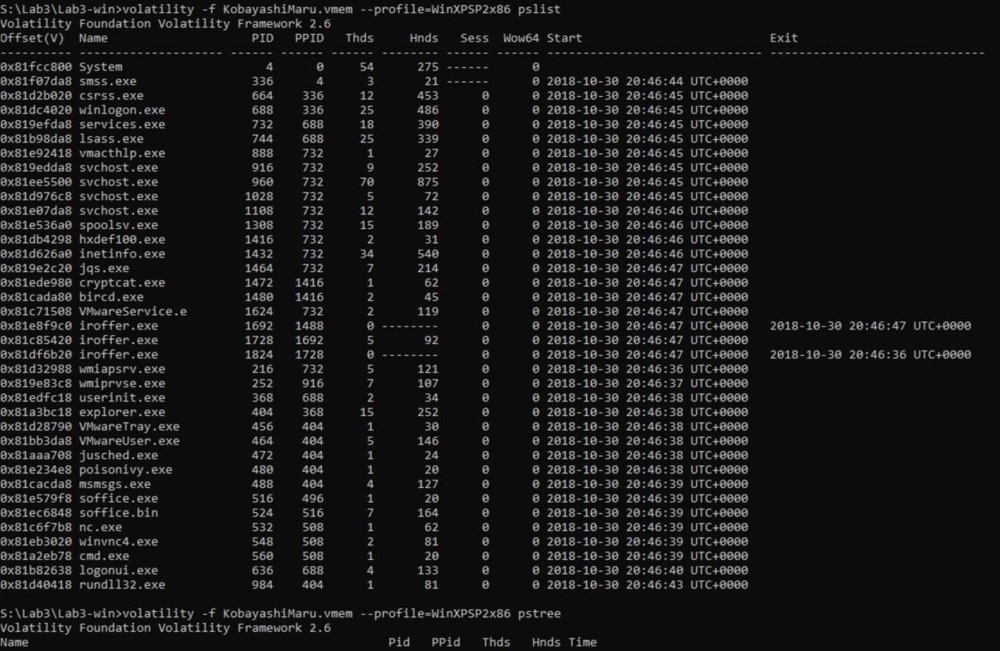 S:\Lab3\Lab3-win>volatility -f KobayashiMaru.vmem --profile=WinXPSP2x86 pslist
Volatility Foundation Volatility Framework 2.6
Offset(V)  Name                    PID   PPID   Thds     Hnds   Sess  Wow64 Start                          Exit
---------- -------------------- ------ ------ ------ -------- ------ ------ ------------------------------ ------------------------------
0x81fcc800 System                    4      0     54      275 ------      0
0x81f07da8 smss.exe                336      4      3       21 ------      0 2018-10-30 20:46:44 UTC+0000
0x81d2b020 csrss.exe               664    336     12      453      0      0 2018-10-30 20:46:45 UTC+0000
0x81dc4020 winlogon.exe            688    336     25      486      0      0 2018-10-30 20:46:45 UTC+0000
0x819efda8 services.exe            732    688     18      390      0      0 2018-10-30 20:46:45 UTC+0000
0x81b98da8 lsass.exe               744    688     25      339      0      0 2018-10-30 20:46:45 UTC+0000
0x81e92418 vmacthlp.exe            888    732      1       27      0      0 2018-10-30 20:46:45 UTC+0000
0x819edda8 svchost.exe             916    732      9      252      0      0 2018-10-30 20:46:45 UTC+0000
0x81ee5500 svchost.exe             960    732     70      875      0      0 2018-10-30 20:46:45 UTC+0000
0x81d976c8 svchost.exe            1028    732      5       72      0      0 2018-10-30 20:46:45 UTC+0000
0x81e07da8 svchost.exe            1108    732     12      142      0      0 2018-10-30 20:46:46 UTC+0000
0x81e536a0 spoolsv.exe            1308    732     15      189      0      0 2018-10-30 20:46:46 UTC+0000
0x81db4298 hxdef100.exe           1416    732      2       31      0      0 2018-10-30 20:46:46 UTC+0000
0x81d626a0 inetinfo.exe           1432    732     34      540      0      0 2018-10-30 20:46:46 UTC+0000
0x819e2c20 jqs.exe                1464    732      7      214      0      0 2018-10-30 20:46:47 UTC+0000
0x81ede980 cryptcat.exe           1472   1416      1       62      0      0 2018-10-30 20:46:47 UTC+0000
0x81cada80 bircd.exe              1480   1416      2       45      0      0 2018-10-30 20:46:47 UTC+0000
0x81c71508 VMwareService.e        1624    732      2      119      0      0 2018-10-30 20:46:47 UTC+0000
0x81e8f9c0 iroffer.exe            1692   1488      0 --------      0      0 2018-10-30 20:46:47 UTC+0000   2018-10-30 20:46:47 UTC+0000
0x81c85420 iroffer.exe            1728   1692      5       92      0      0 2018-10-30 20:46:47 UTC+0000
0x81df6b20 iroffer.exe            1824   1728      0 --------      0      0 2018-10-30 20:46:47 UTC+0000   2018-10-30 20:46:36 UTC+0000
0x81d32988 wmiapsrv.exe            216    732      5      121      0      0 2018-10-30 20:46:36 UTC+0000
0x819e83c8 wmiprvse.exe            252    916      7      107      0      0 2018-10-30 20:46:37 UTC+0000
0x81edfc18 userinit.exe            368    688      2       34      0      0 2018-10-30 20:46:38 UTC+0000
0x81a3bc18 explorer.exe            404    368     15      252      0      0 2018-10-30 20:46:38 UTC+0000
0x81d28790 VMwareTray.exe          456    404      1       30      0      0 2018-10-30 20:46:38 UTC+0000
0x81bb3da8 VMwareUser.exe          464    404      5      146      0      0 2018-10-30 20:46:38 UTC+0000
0x81aaa708 jusched.exe             472    404      1       24      0      0 2018-10-30 20:46:38 UTC+0000
0x81e234e8 poisonivy.exe           480    404      1       20      0      0 2018-10-30 20:46:38 UTC+0000
0x81cacda8 msmsgs.exe              488    404      4      127      0      0 2018-10-30 20:46:39 UTC+0000
0x81e579f8 soffice.exe             516    496      1       20      0      0 2018-10-30 20:46:39 UTC+0000
0x81ec6848 soffice.bin             524    516      7      164      0      0 2018-10-30 20:46:39 UTC+0000
0x81c6f7b8 nc.exe                  532    508      1       62      0      0 2018-10-30 20:46:39 UTC+0000
0x81eb3020 winvnc4.exe             548    508      2       81      0      0 2018-10-30 20:46:39 UTC+0000
0x81a2eb78 cmd.exe                 560    508      1       20      0      0 2018-10-30 20:46:39 UTC+0000
0x81b82638 logonui.exe             636    688      4      133      0      0 2018-10-30 20:46:40 UTC+0000
0x81d40418 rundll32.exe            984    404      1       81      0      0 2018-10-30 20:46:43 UTC+0000
S:\Lab3\Lab3-win>volatility -f KobayashiMaru.vmem --profile=WinXPSP2x86 pstree
Volatility Foundation Volatility Framework 2.6
Name                                                  Pid   PPid   Thds   Hnds Time